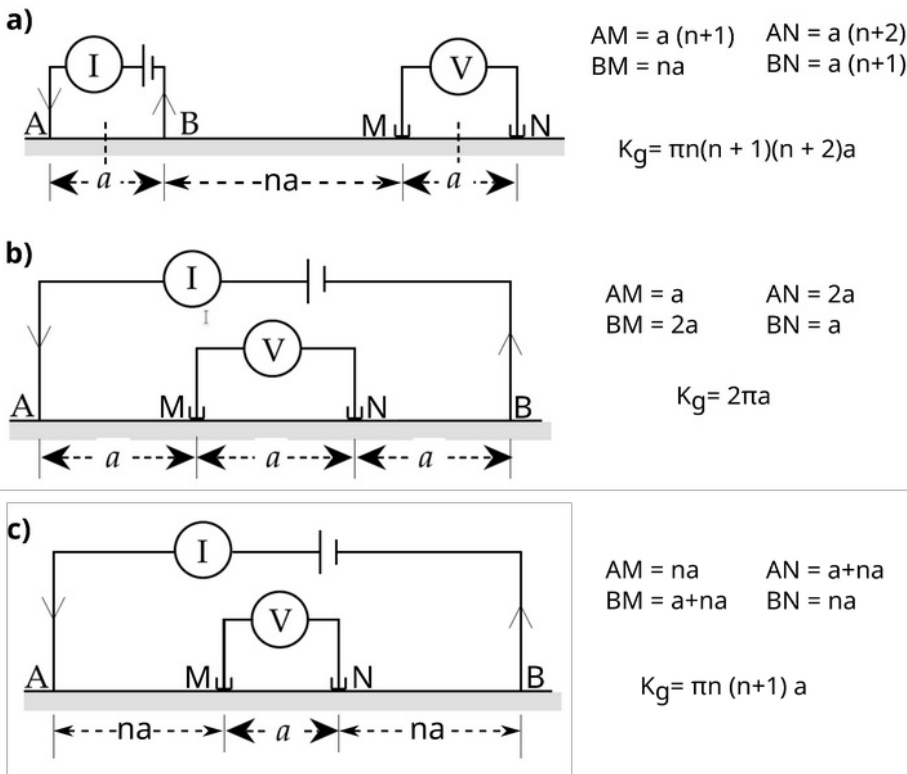 a)
I
V
A
B
M
N
a
na
a
AM = a (n+1) AN = a (n+2)
BM = na BN = a (n+1)
Kg= πn(n + 1)(n + 2)a
b)
I
V
A
M
N
B
a
a
a
AM = a AN = 2a
BM = 2a BN = a
Kg= 2πa
c)
I
V
A
M
N
B
na
a
na
AM = na AN = a+na
BM = a+na BN = na
Kg= πn (n+1) a